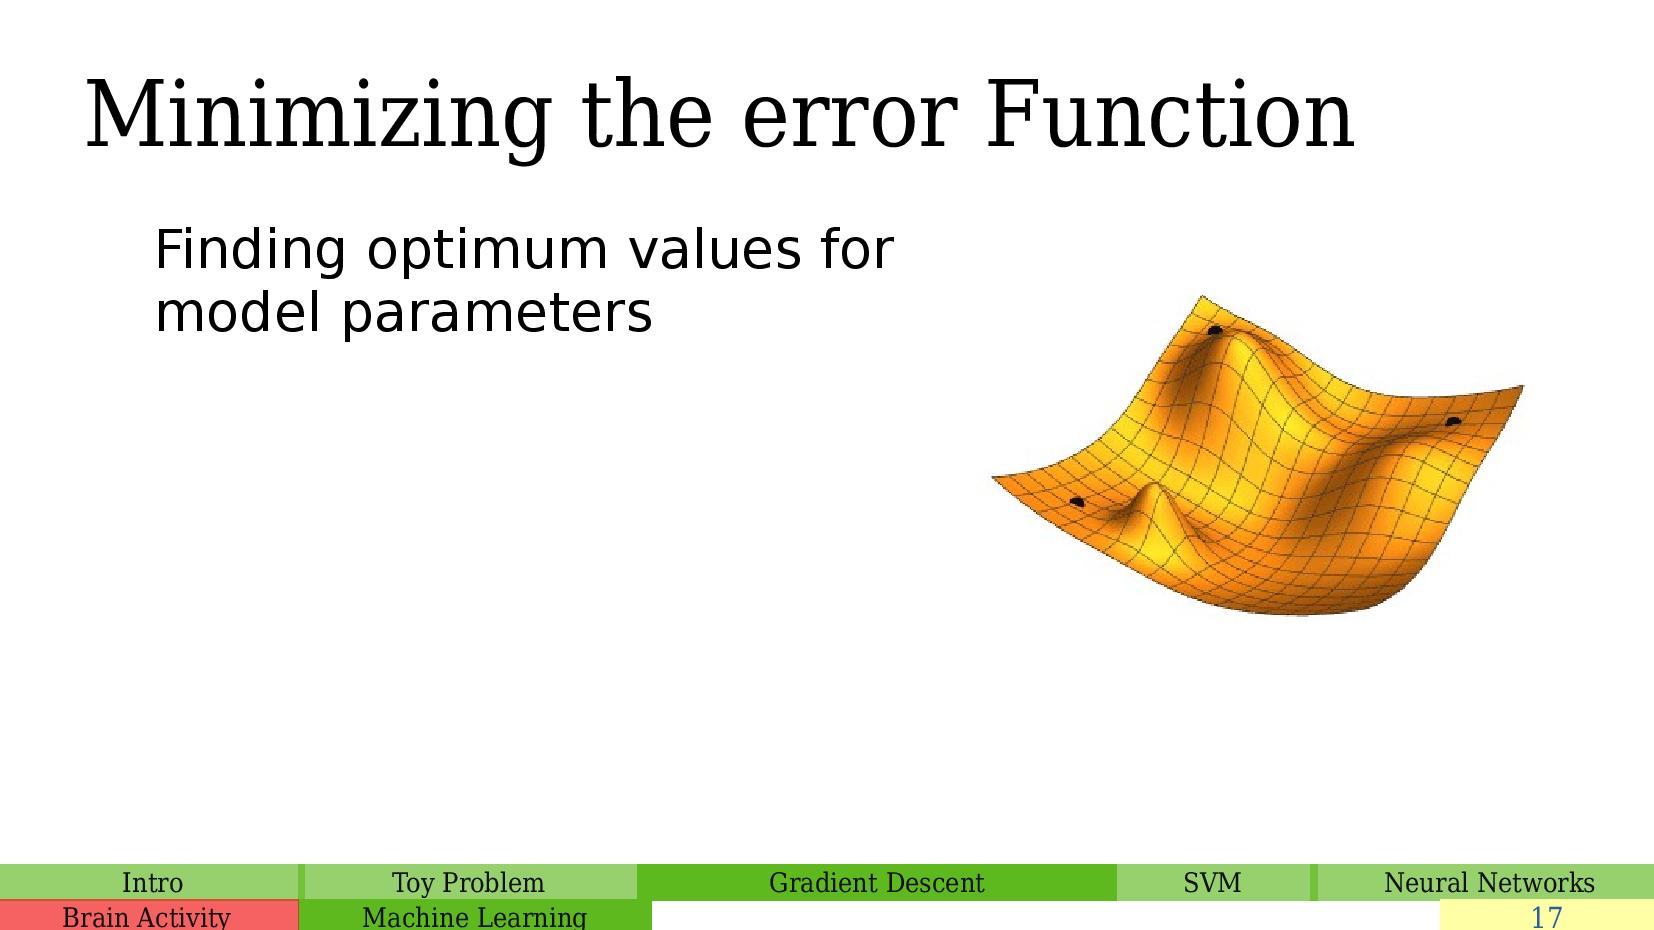 Minimizing the error Function
Finding optimum values for
model parameters
Intro
Toy Problem
Gradient Descent
SVM
Neural Networks
Brain Activity
Machine Learning
17